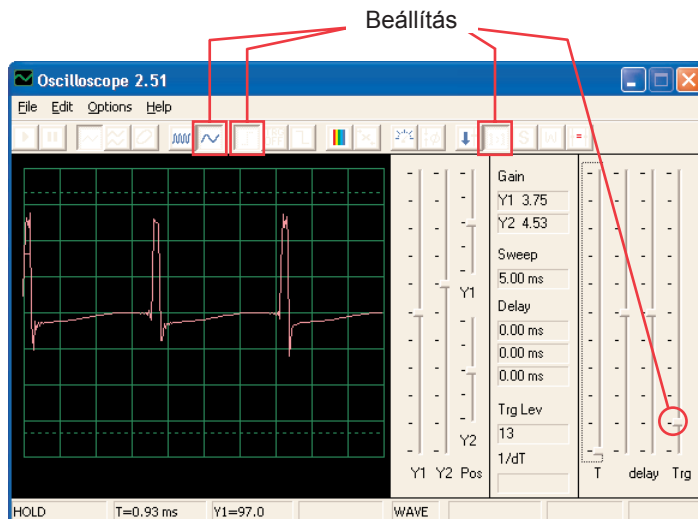 Beállítás
Oscilloscope 2.51
File Edit Options Help
1:1 S W
Gain
Y1 3.75
Y2 4.53
Sweep
5.00 ms
Delay
0.00 ms
0.00 ms
0.00 ms
Trg Lev
13
1/dT
Y1
Y2
Y1 Y2 Pos
T delay Trg
HOLD T=0.93 ms Y1=97.0 WAVE